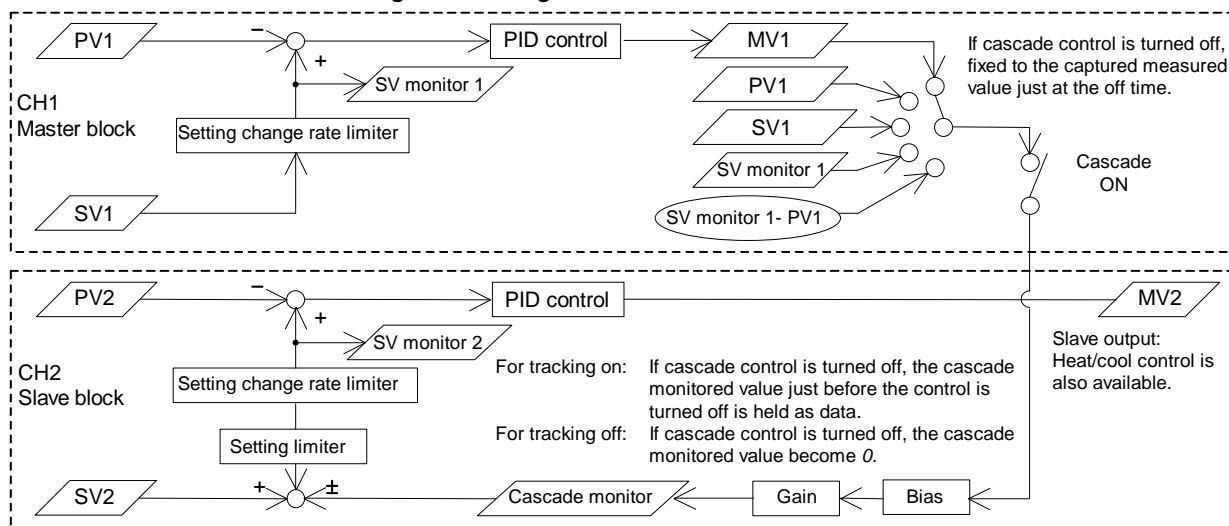 PV1
−
PID control
MV1
If cascade control is turned off,
fixed to the captured measured
value just at the off time.
+
SV monitor 1
PV1
CH1
Master block
Setting change rate limiter
SV1
SV monitor 1
Cascade
ON
SV1
SV monitor 1- PV1
PV2
−
PID control
MV2
+
SV monitor 2
Slave output:
Heat/cool control is
also available.
CH2
Slave block
Setting change rate limiter
For tracking on: If cascade control is turned off, the cascade
monitored value just before the control is
turned off is held as data.
For tracking off: If cascade control is turned off, the cascade
monitored value become 0.
Setting limiter
SV2
+
±
Cascade monitor
Gain
Bias